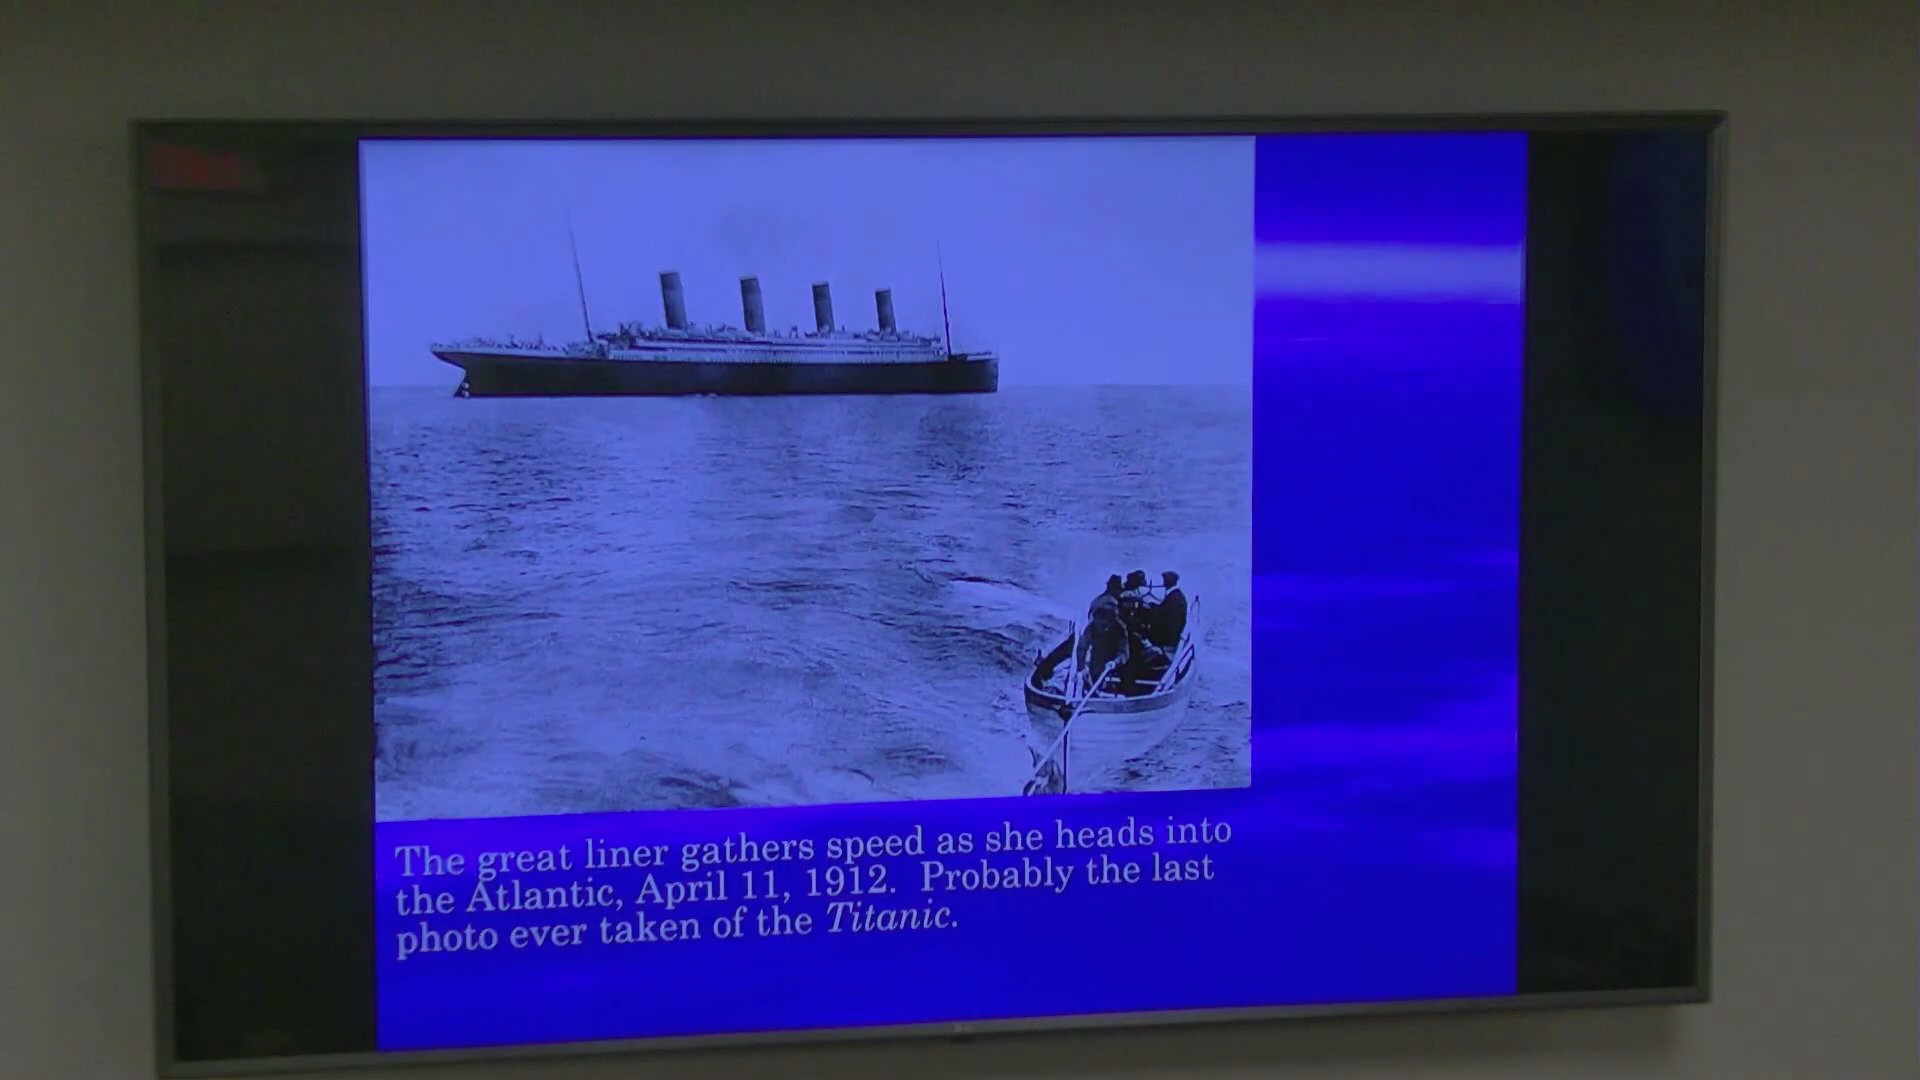 The great liner gathers speed as she heads into
the Atlantic, April 11, 1912. Probably the last
photo ever taken of the Titanic.